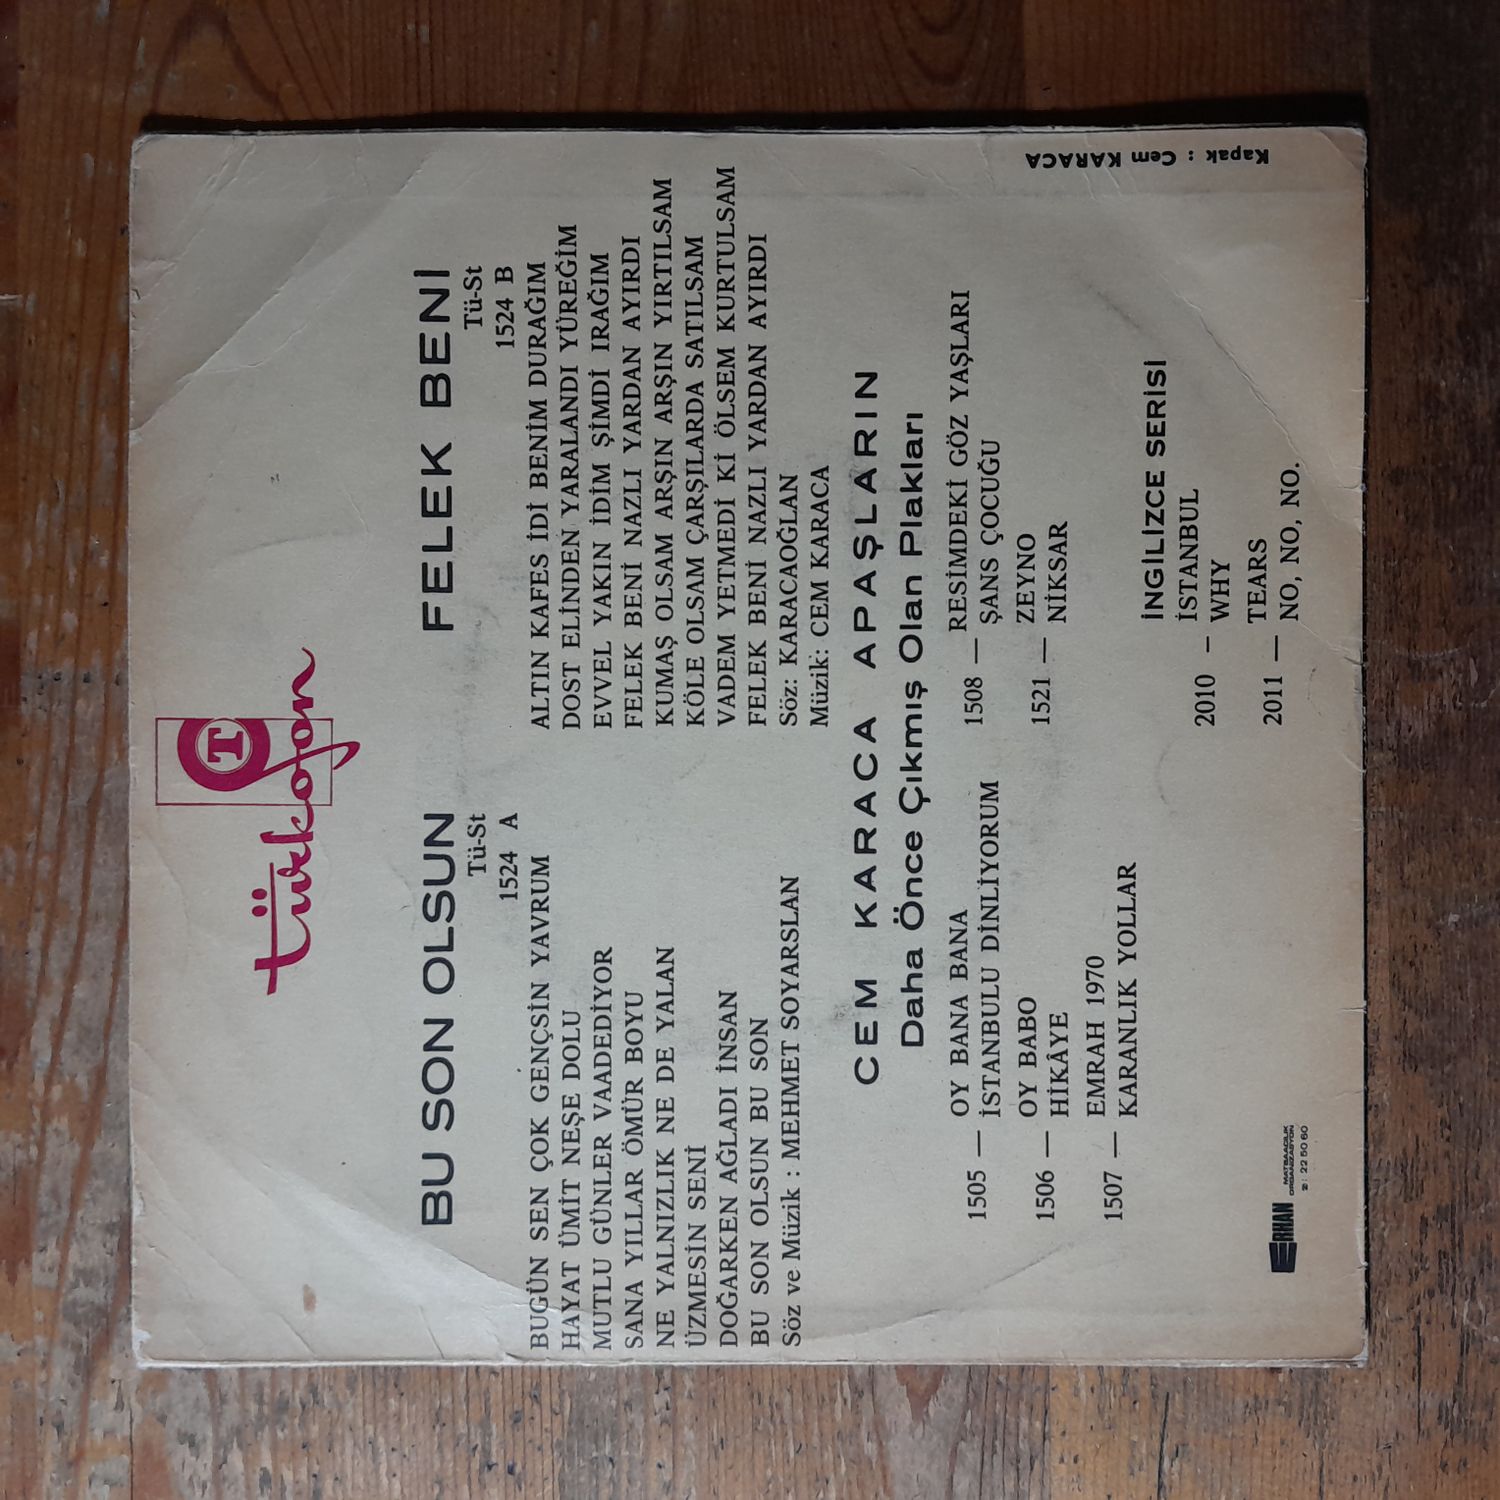 türkofon
T
BU SON OLSUN
Tü-St
1524 A
BUGÜN SEN ÇOK GENÇSİN YAVRUM
HAYAT ÜMİT NEŞE DOLU
MUTLU GÜNLER VAADEDİYOR
SANA YILLAR ÖMÜR BOYU
NE YALNIZLIK NE DE YALAN
ÜZMESİN SENİ
DOĞARKEN AĞLADI İNSAN
BU SON OLSUN BU SON
Söz ve Müzik : MEHMET SOYARSLAN
FELEK BENİ
Tü-St
1524 B
ALTIN KAFES İDİ BENİM DURAĞIM
DOST ELİNDEN YARALANDI YÜREĞİM
EVVEL YAKIN İDİM ŞİMDİ IRAĞIM
FELEK BENİ NAZLI YARDAN AYIRDI
KUMAŞ OLSAM ARŞIN ARŞIN YIRTILSAM
KÖLE OLSAM ÇARŞILARDA SATILSAM
VADEM YETMEDİ Kİ ÖLSEM KURTULSAM
FELEK BENİ NAZLI YARDAN AYIRDI
Söz: KARACAOĞLAN
Müzik: CEM KARACA
CEM KARACA APAŞLARIN
Daha Önce Çıkmış Olan Plakları
1505 — OY BANA BANA
İSTANBULU DİNLİYORUM
1506 — OY BABO
HİKÂYE
1507 — EMRAH 1970
KARANLIK YOLLAR
1508 — RESİMDEKİ GÖZ YAŞLARI
ŞANS ÇOCUĞU
1521 — ZEYNO
NİKSAR
İNGİLİZCE SERİSİ
2010 – İSTANBUL
WHY
2011 — TEARS
NO, NO, NO, NO.
ERHAN MATBAACILIK
ORGANİZASYON
☎ : 22 50 60
Kapak : Cem KARACA